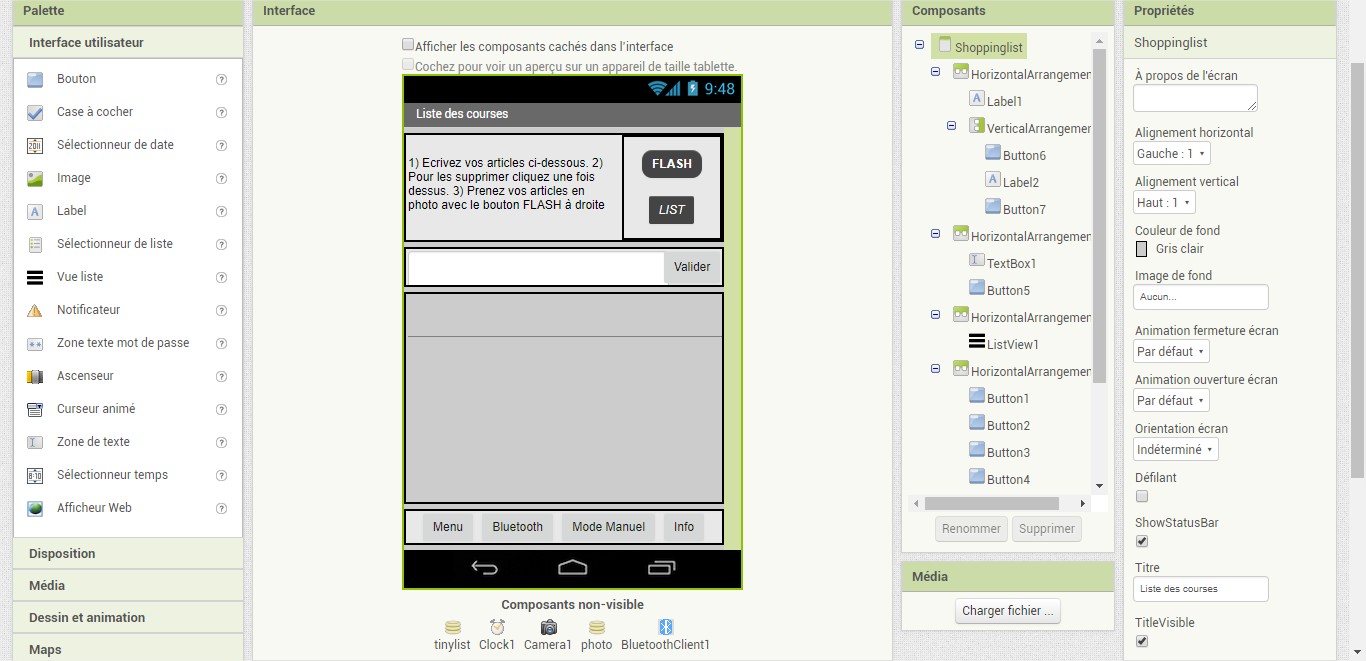 Palette
Interface utilisateur
Bouton
?
Case à cocher
?
Sélectionneur de date
?
Image
?
Label
?
Sélectionneur de liste
?
Vue liste
?
Notificateur
?
Zone texte mot de passe
?
Ascenseur
?
Curseur animé
?
Zone de texte
?
Sélectionneur temps
?
Afficheur Web
?
Disposition
Média
Dessin et animation
Maps
Interface
Afficher les composants cachés dans l'interface
Cochez pour voir un aperçu sur un appareil de taille tablette.
9:48
Liste des courses
1) Ecrivez vos articles ci-dessous. 2)
Pour les supprimer cliquez une fois
dessus. 3) Prenez vos articles en
photo avec le bouton FLASH à droite
FLASH
LIST
Valider
Menu
Bluetooth
Mode Manuel
Info
Composants non-visible
tinylist
Clock1
Camera1
photo
BluetoothClient1
Composants
Shoppinglist
HorizontalArrangemer
Label1
VerticalArrangemer
Button6
Label2
Button7
HorizontalArrangemer
TextBox1
Button5
HorizontalArrangemer
ListView1
HorizontalArrangemer
Button1
Button2
Button3
Button4
Renommer
Supprimer
Média
Charger fichier ...
Propriétés
Shoppinglist
À propos de l'écran
Alignement horizontal
Gauche : 1
Alignement vertical
Haut : 1
Couleur de fond
Gris clair
Image de fond
Aucun...
Animation fermeture écran
Par défaut
Animation ouverture écran
Par défaut
Orientation écran
Indéterminé
Défilant
ShowStatusBar
Titre
Liste des courses
TitleVisible